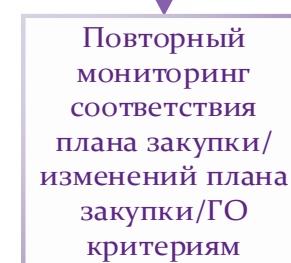 Повторный
мониторинг
соответствия
плана закупки/
изменений плана
закупки/ГО
критериям